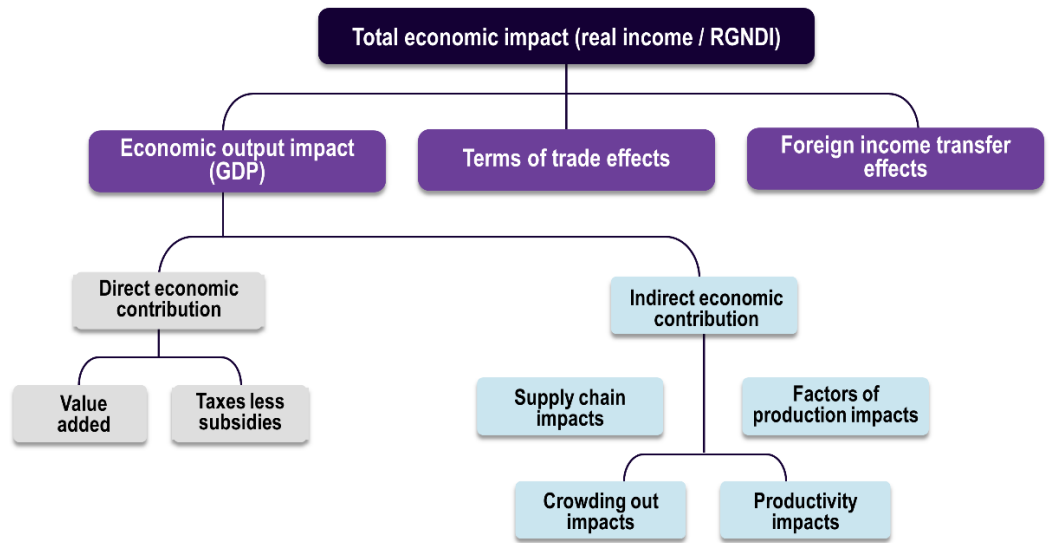 Total economic impact (real income / RGNDI)
Economic output impact
(GDP)
Terms of trade effects
Foreign income transfer
effects
Direct economic
contribution
Indirect economic
contribution
Value
added
Taxes less
subsidies
Supply chain
impacts
Factors of
production impacts
Crowding out
impacts
Productivity
impacts